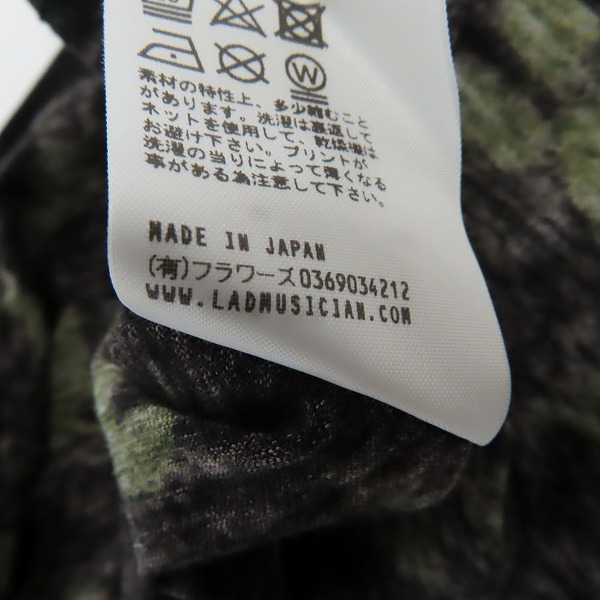 素材の特性上、多少縮むこと
があります。洗濯は裏返して
ネットを使用して、乾燥機は
お避け下さい。プリントが
洗濯の当りによって薄くなる
事がある為注意して下さい。
MADE IN JAPAN
(有)フラワーズ0369034212
WWW.LADMUSICIAN.COM